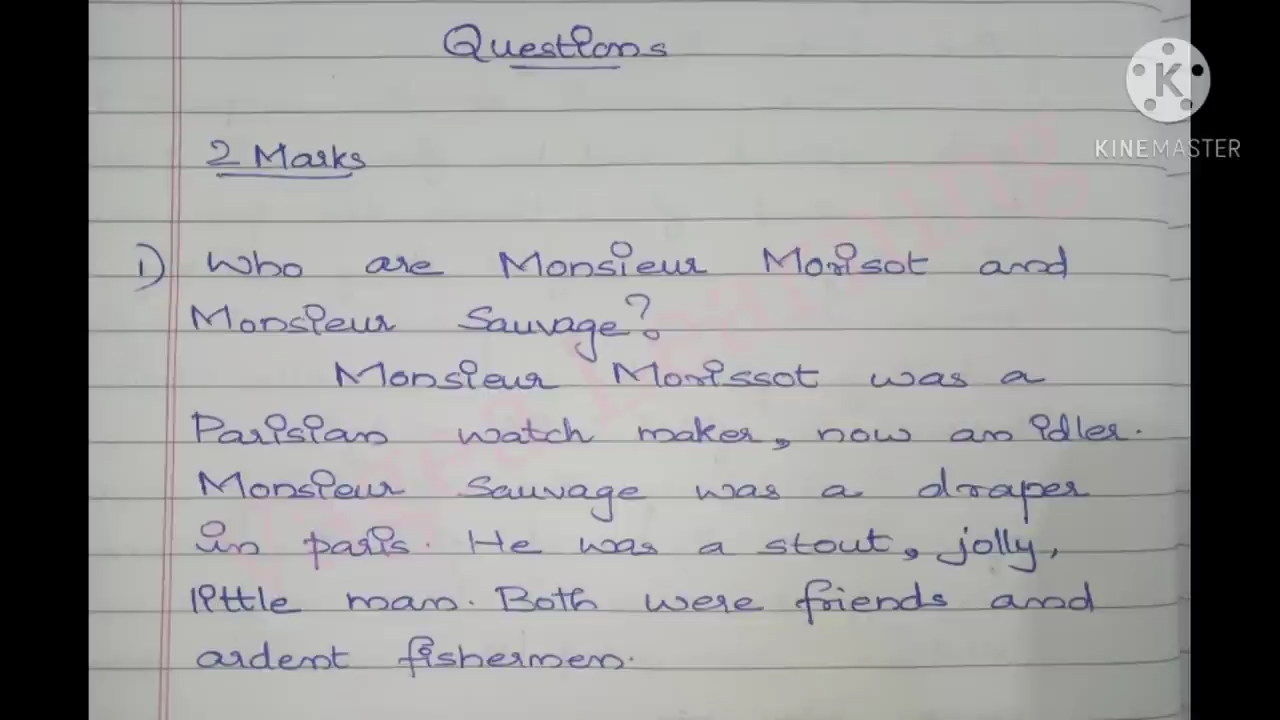 Questions
K
KINEMASTER
2 Marks
1) Who are Monsieur Morisot and
Monsieur Sauvage?
Monsieur Morissot was a
Parisian watch maker, now an idler.
Monsieur Sauvage was a draper
in paris. He was a stout, jolly,
little man. Both were friends and
ardent fishermen.